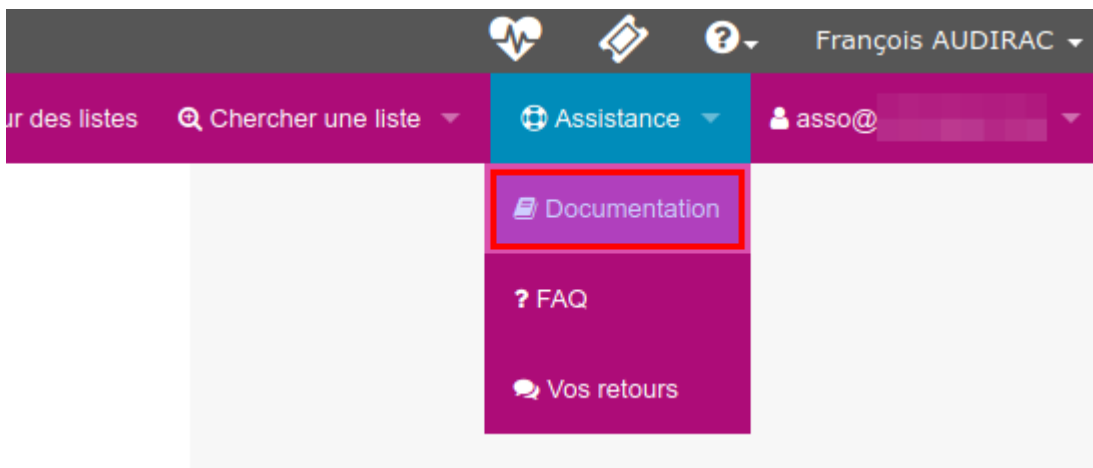 François AUDIRAC
ur des listes Chercher une liste Assistance asso@
Documentation
? FAQ
Vos retours